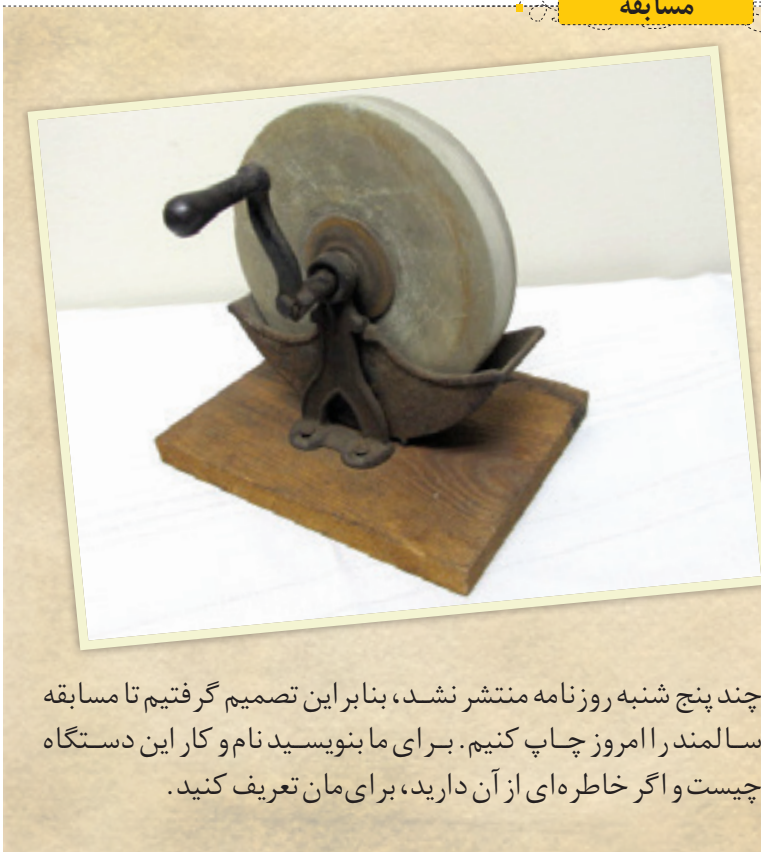 مسابقه
چند پنج شنبه روزنامه منتشر نشد، بنابراین تصمیم گرفتیم تا مسابقه
سالمند را امروز چاپ کنیم. برای ما بنویسید نام و کار این دستگاه
چیست و اگر خاطره‌ای از آن دارید، برای‌مان تعریف کنید.